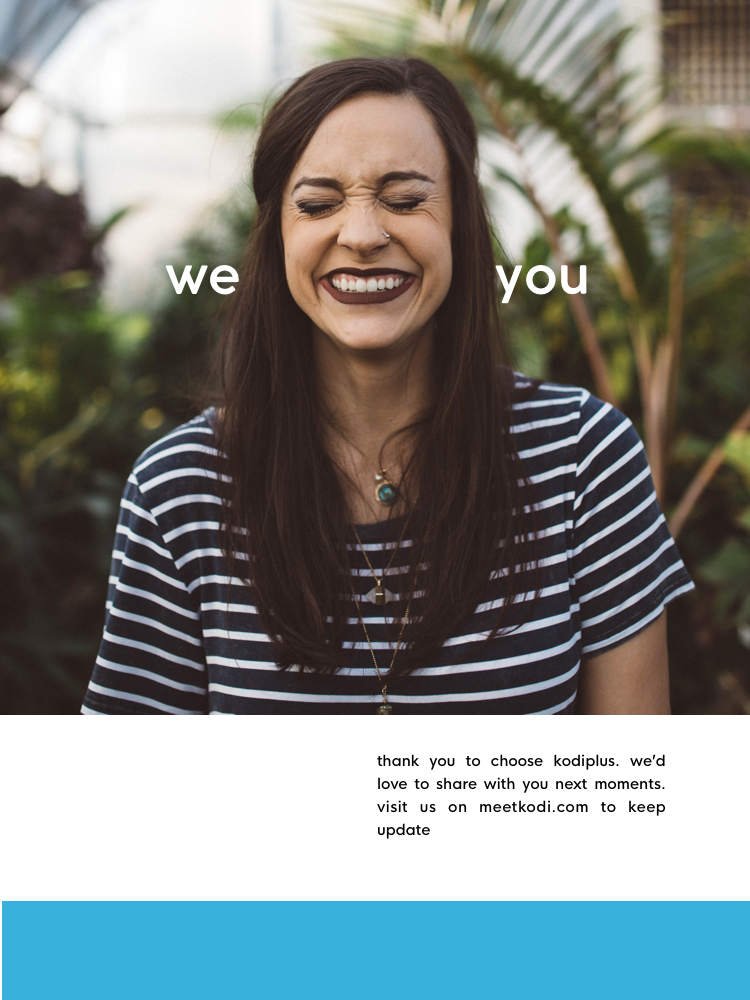 we you
thank you to choose kodiplus. we’d
love to share with you next moments.
visit us on meetkodi.com to keep
update